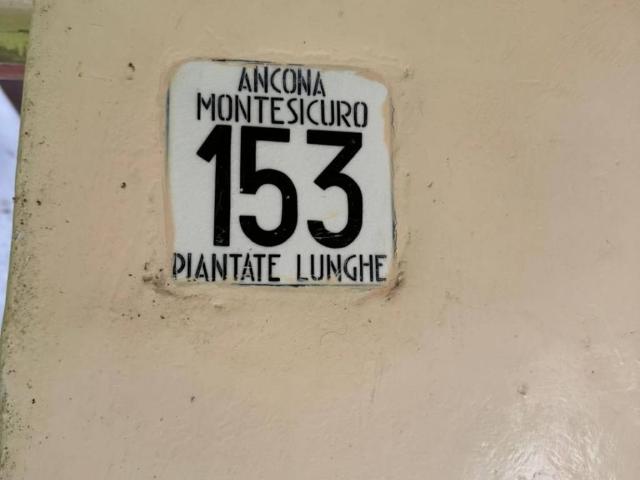 ANCONA
MONTESICURO
153
PIANTATE LUNGHE